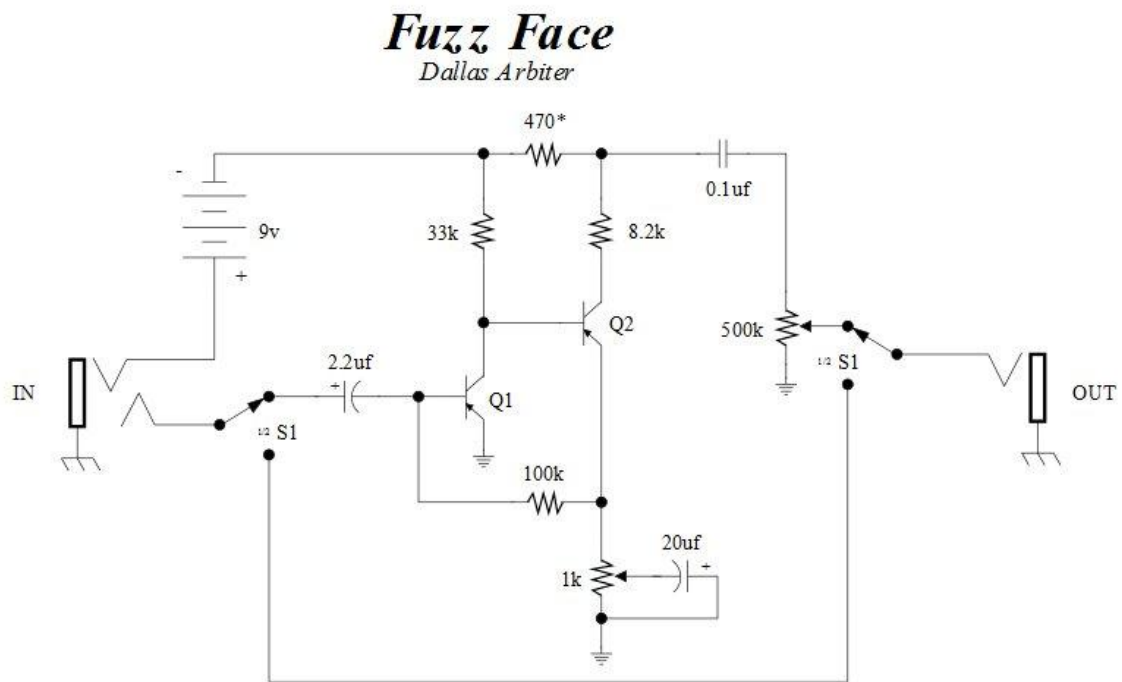 Fuzz Face
Dallas Arbiter
470*
-
0.1uf
33k
8.2k
9v
+
Q2
500k
2.2uf
+
1/2 S1
IN
Q1
OUT
1/2 S1
100k
20uf
+
1k